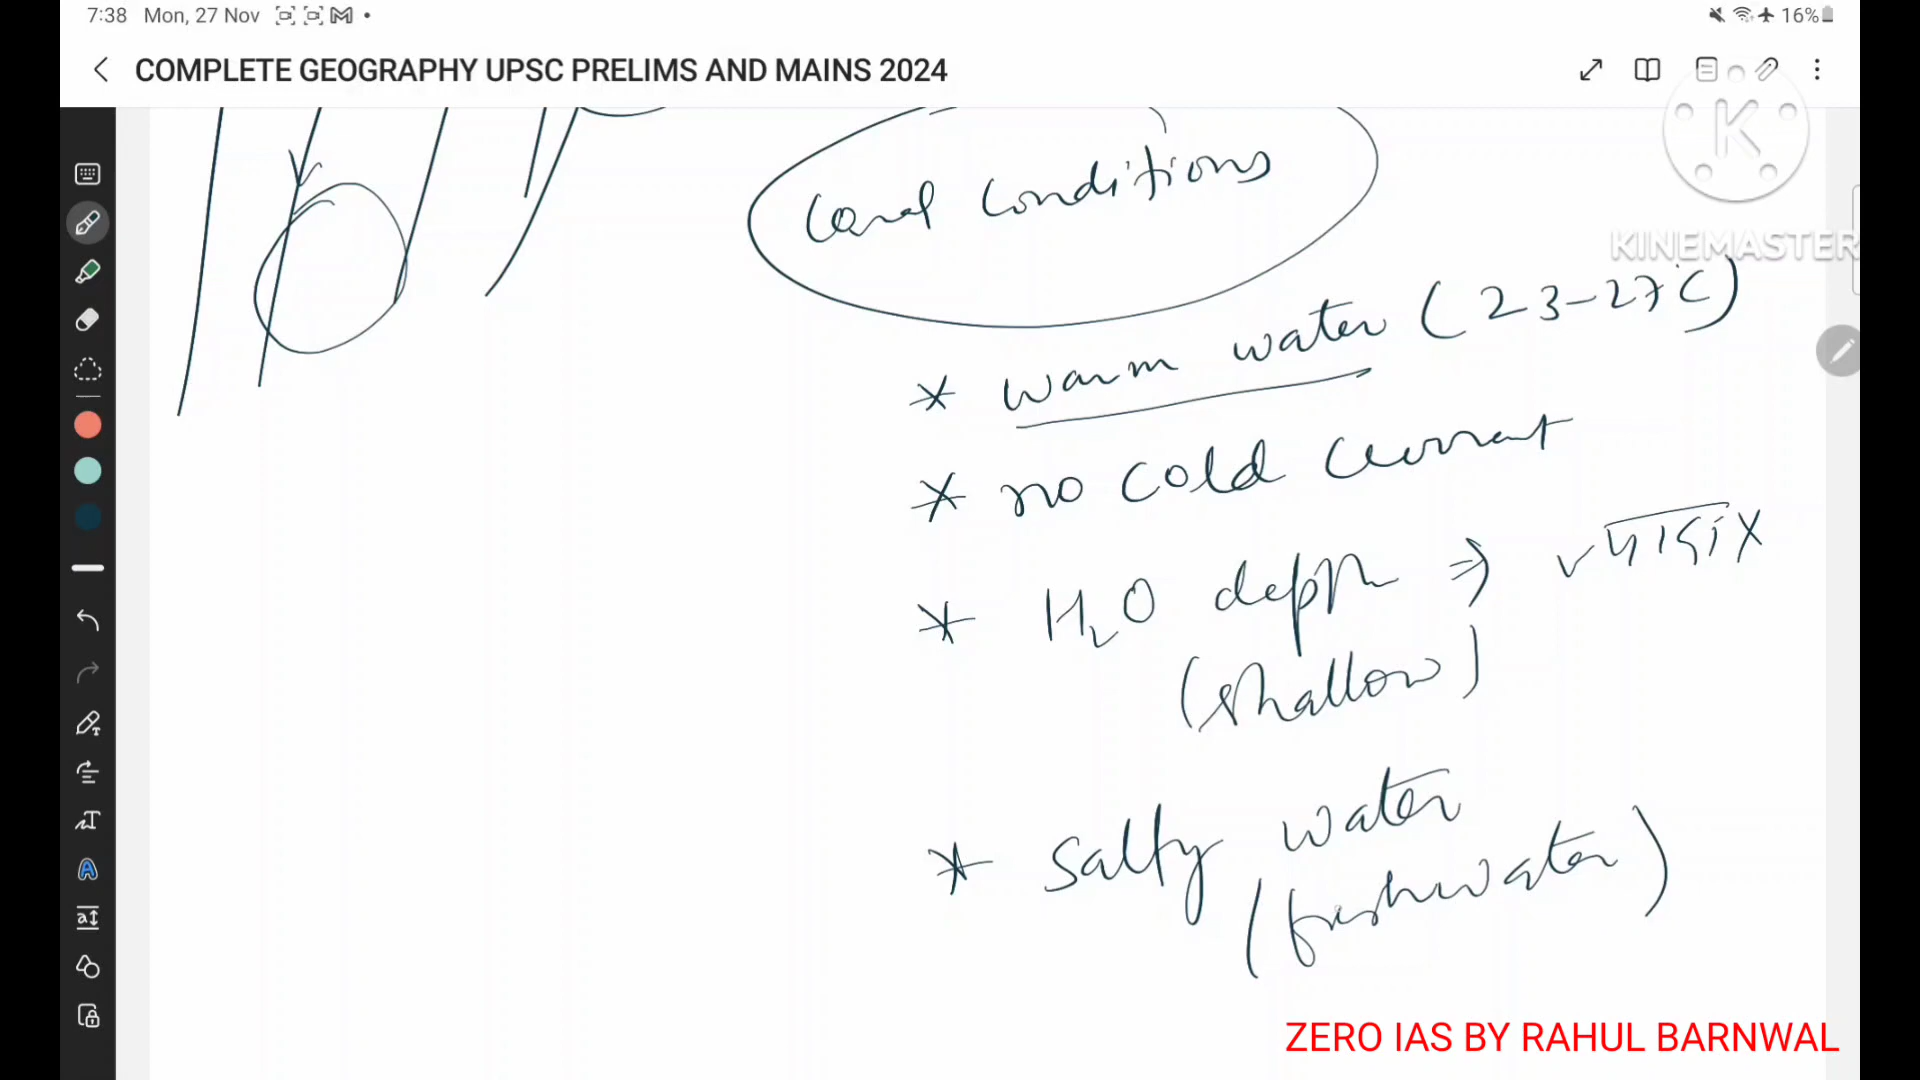 7:38 Mon, 27 Nov
16%
COMPLETE GEOGRAPHY UPSC PRELIMS AND MAINS 2024
K
KINEMASTER
Coral Conditions
* warm water (23-27°C)
* no cold current
* H₂O depth ⇒
(shallow)
* Salty water
(freshwater)
ZERO IAS BY RAHUL BARNWAL